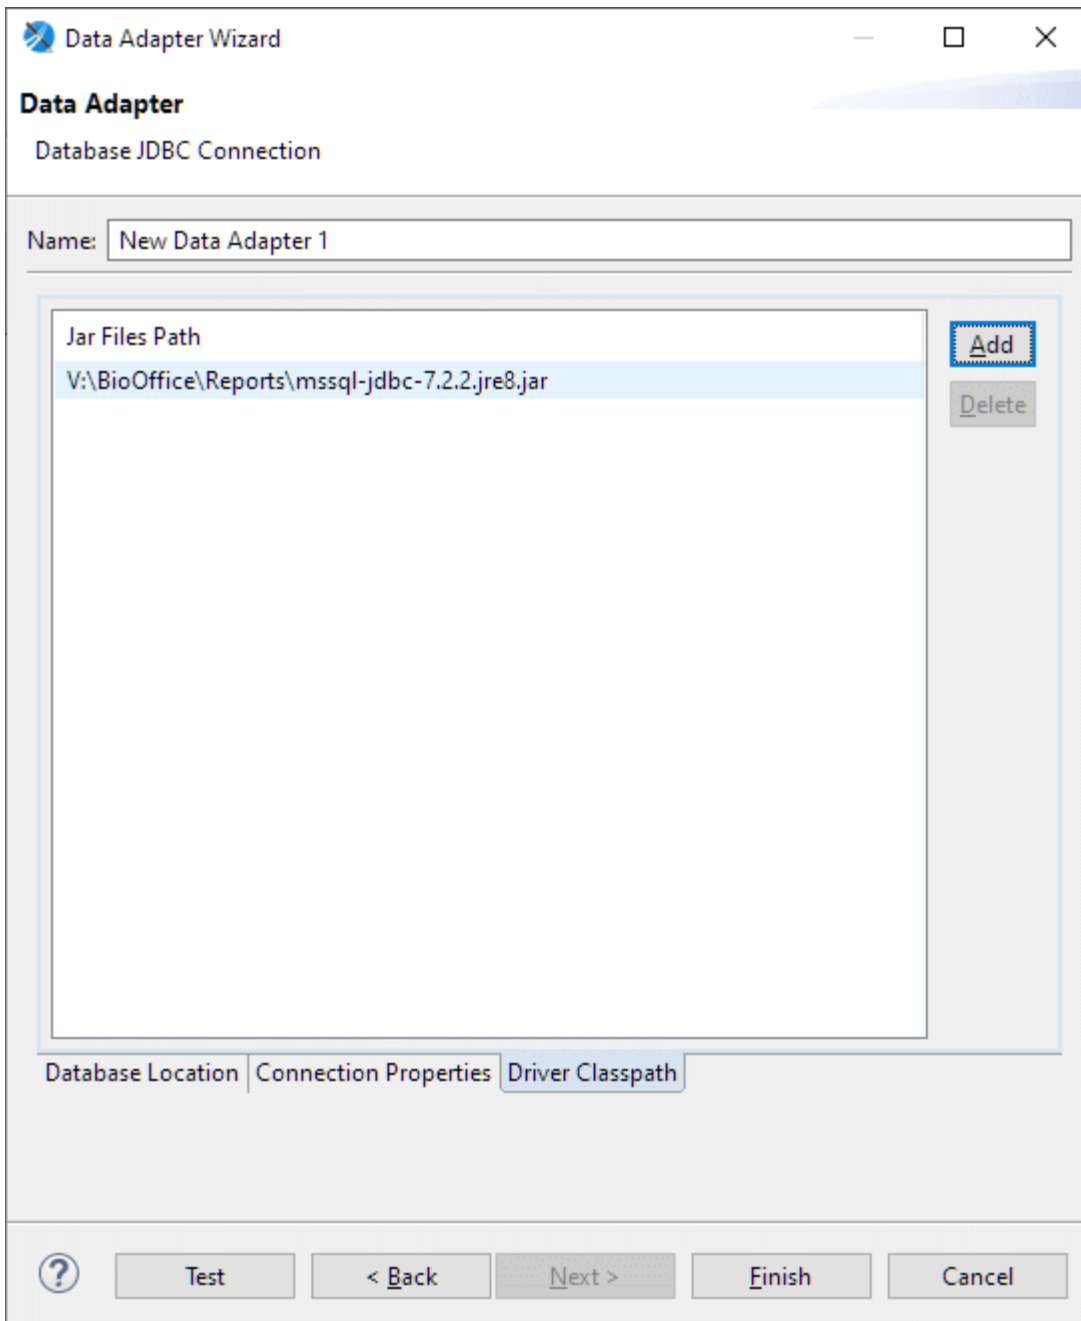 Data Adapter Wizard
Data Adapter
Database JDBC Connection
Name: New Data Adapter 1
Jar Files Path
V:\BioOffice\Reports\mssql-jdbc-7.2.2.jre8.jar
Add
Delete
Database Location Connection Properties Driver Classpath
? Test < Back Next > Finish Cancel